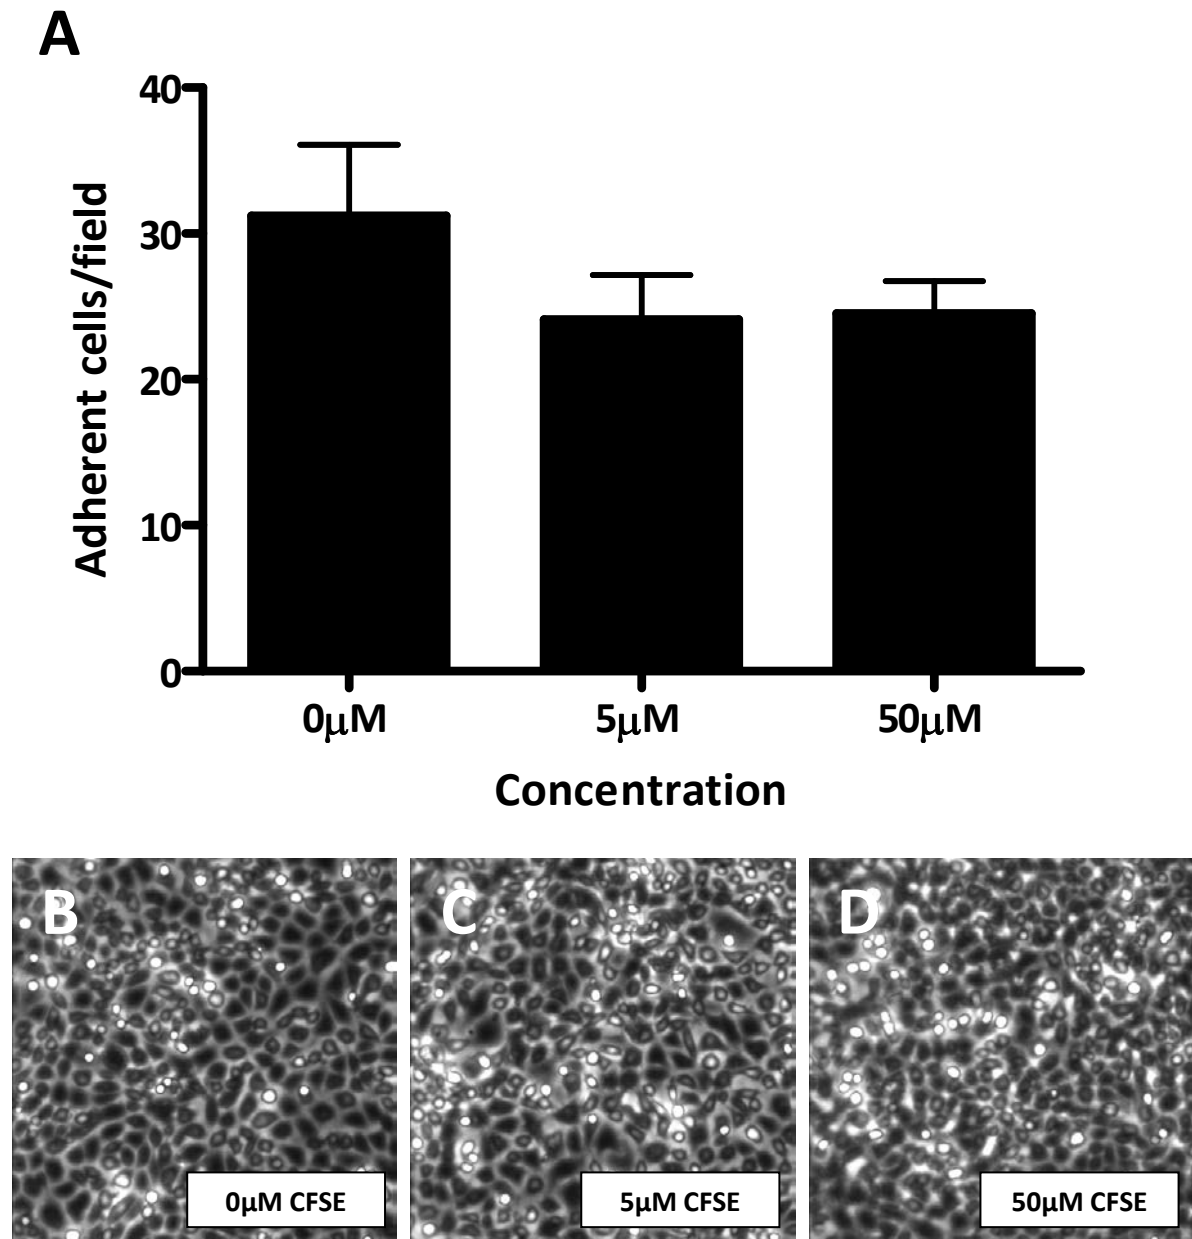 A
40
30
20
10
0
Adherent cells/field
0μM 5μM 50μM
Concentration
B C D
0μM CFSE 5μM CFSE 50μM CFSE